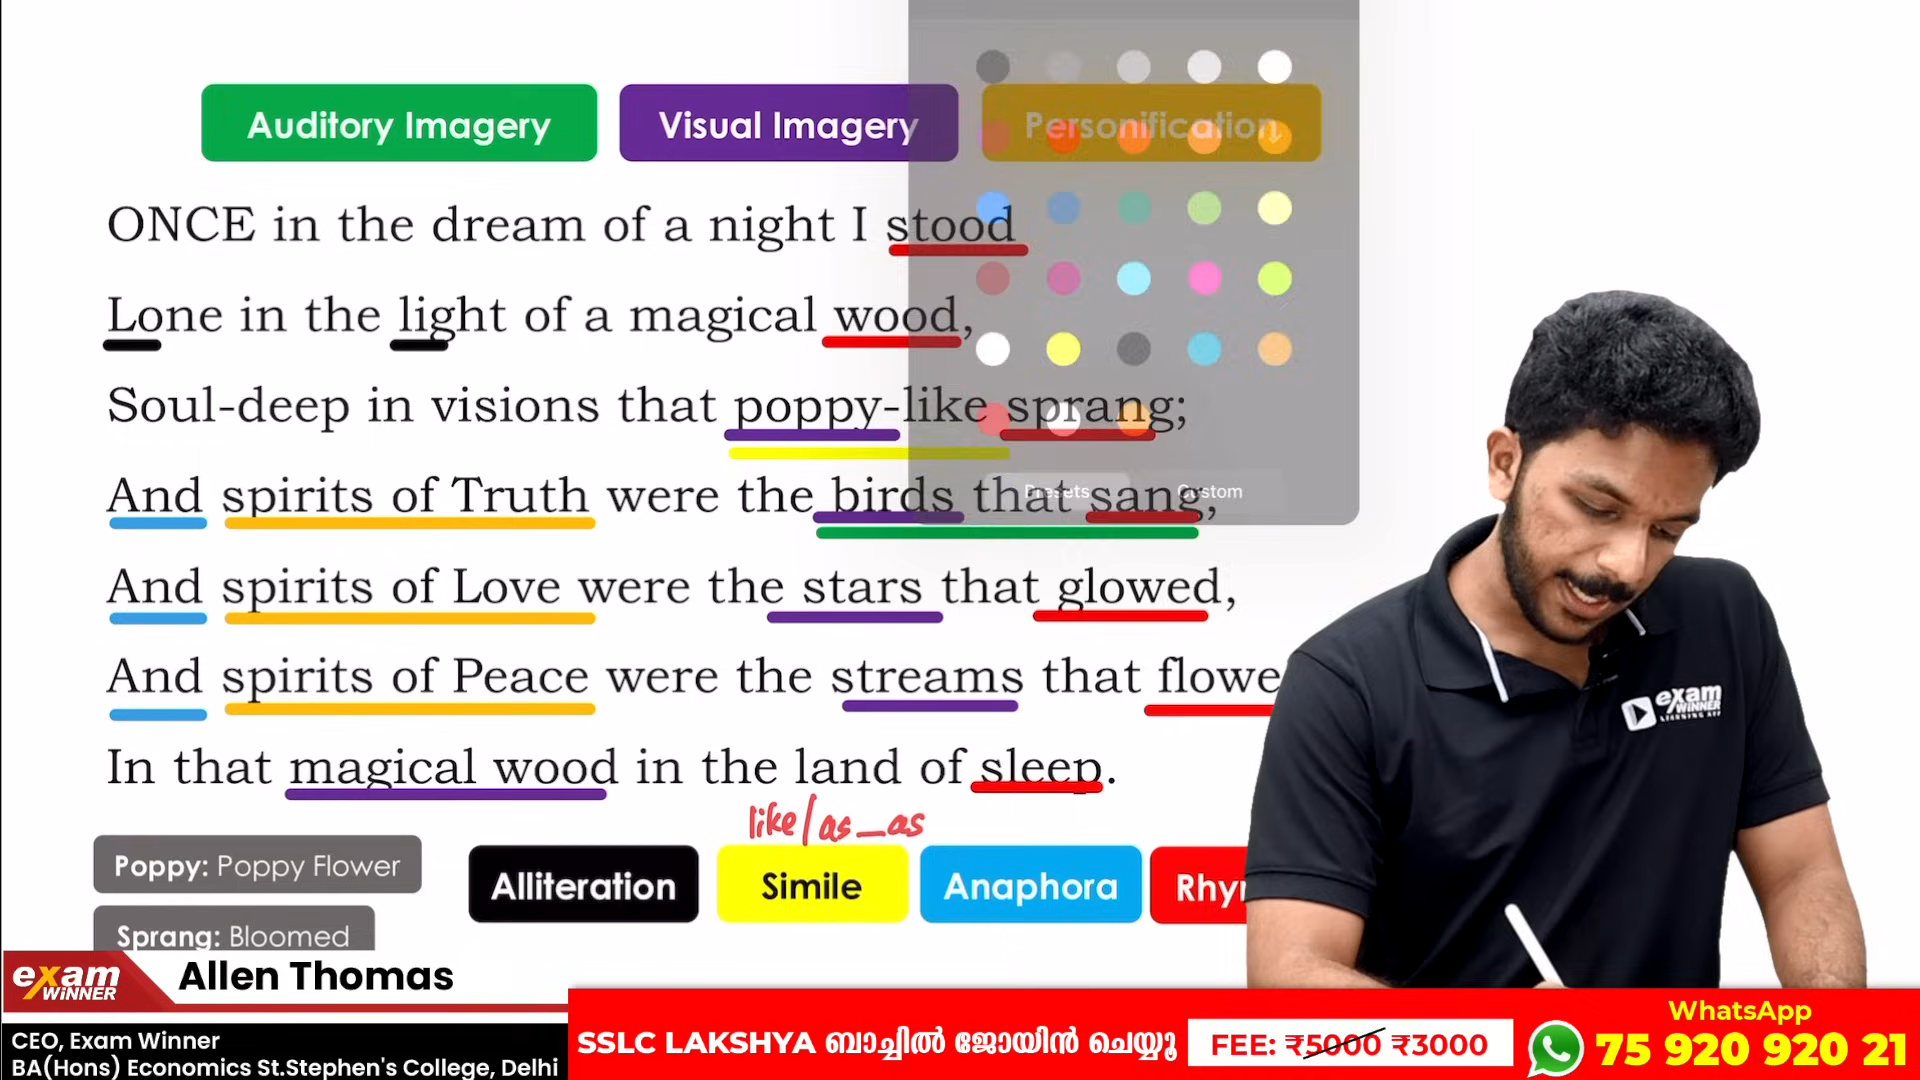 Auditory Imagery
Visual Imagery
Personification
ONCE in the dream of a night I stood
Lone in the light of a magical wood,
Soul-deep in visions that poppy-like sprang;
And spirits of Truth were the birds that sang,
Presets
Custom
And spirits of Love were the stars that glowed,
And spirits of Peace were the streams that flowe
In that magical wood in the land of sleep.
like/as_as
Poppy: Poppy Flower
Alliteration
Simile
Anaphora
Rhy
Sprang: Bloomed
exam WINNER LEARNING APP
exam WINNER
Allen Thomas
CEO, Exam Winner
BA(Hons) Economics St.Stephen's College, Delhi
SSLC LAKSHYA ബാച്ചിൽ ജോയിൻ ചെയ്യൂ
FEE: ₹5000 ₹3000
WhatsApp
75 920 920 21